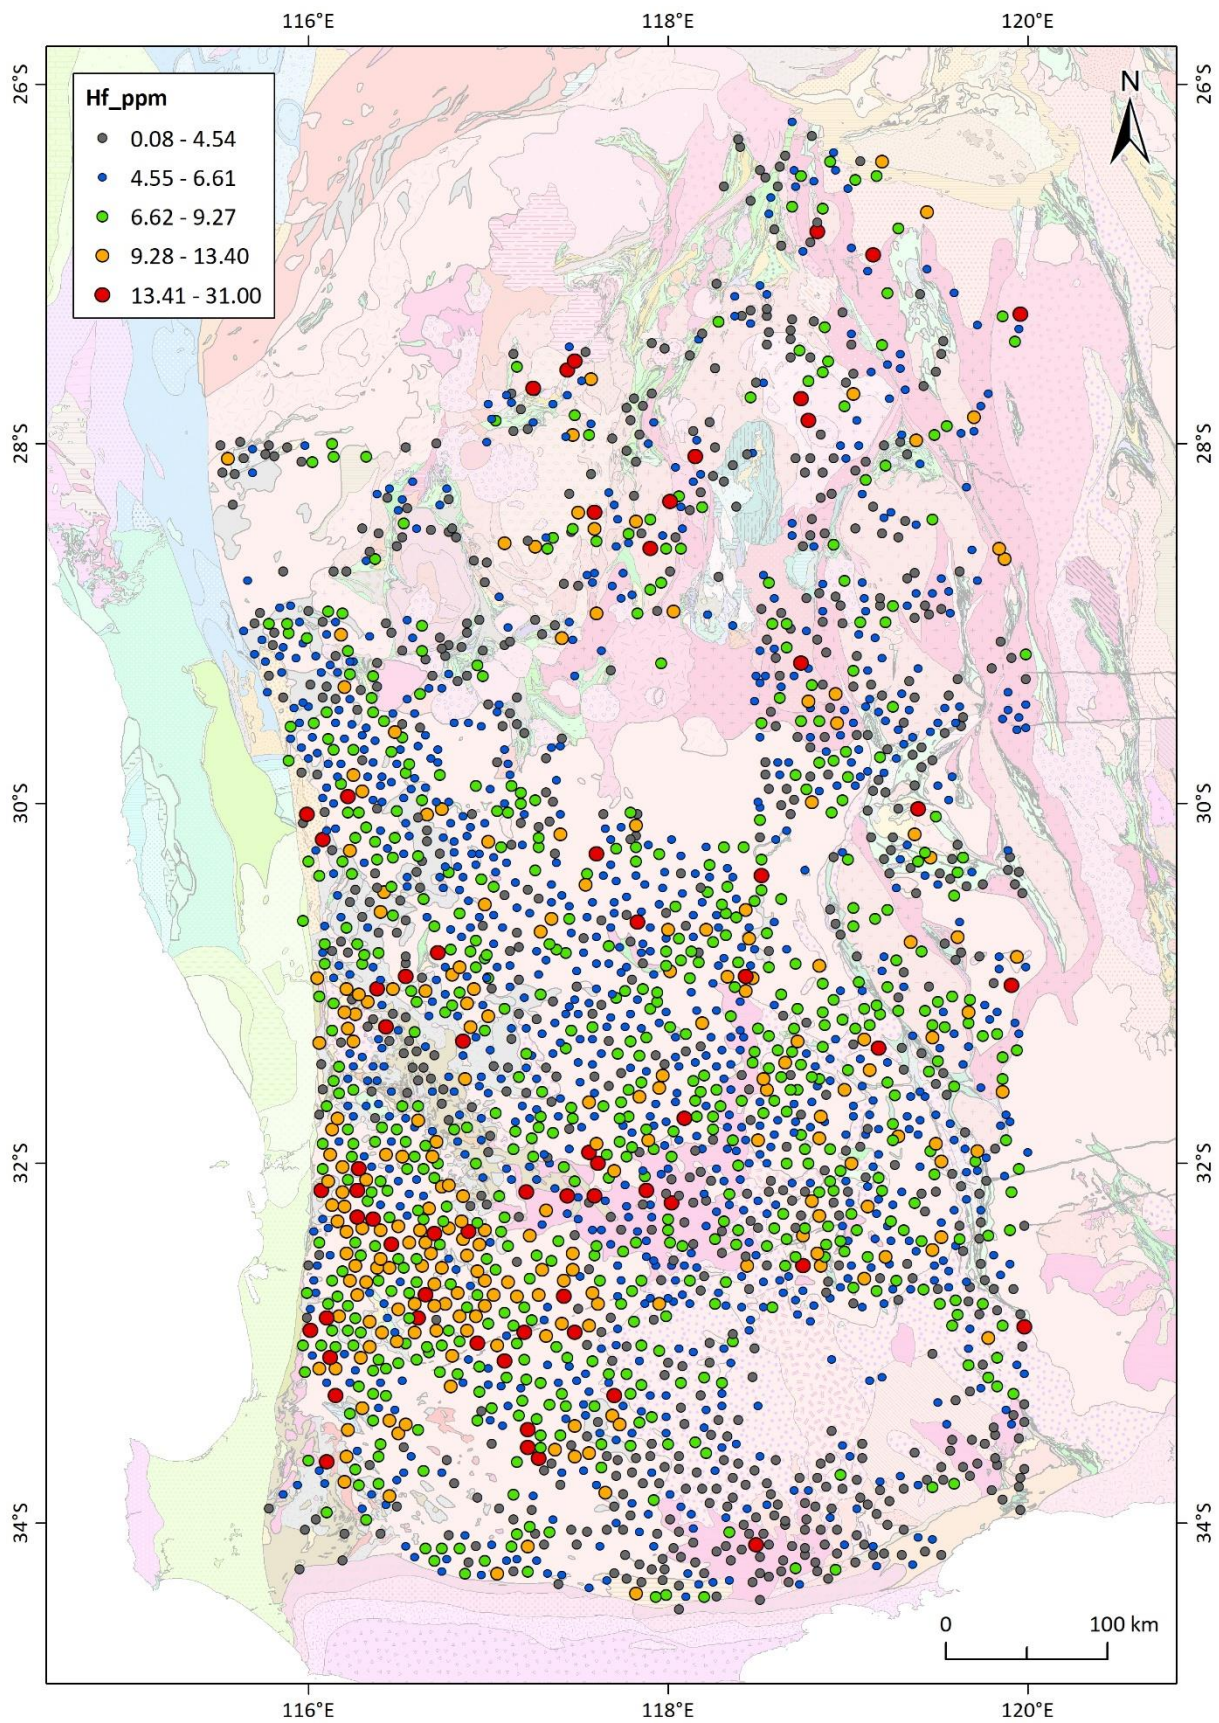 116°E
118°E
120°E
26°S
26°S
Hf_ppm
0.08 - 4.54
4.55 - 6.61
6.62 - 9.27
9.28 - 13.40
13.41 - 31.00
N
28°S
28°S
30°S
30°S
32°S
32°S
34°S
34°S
0
100 km
116°E
118°E
120°E